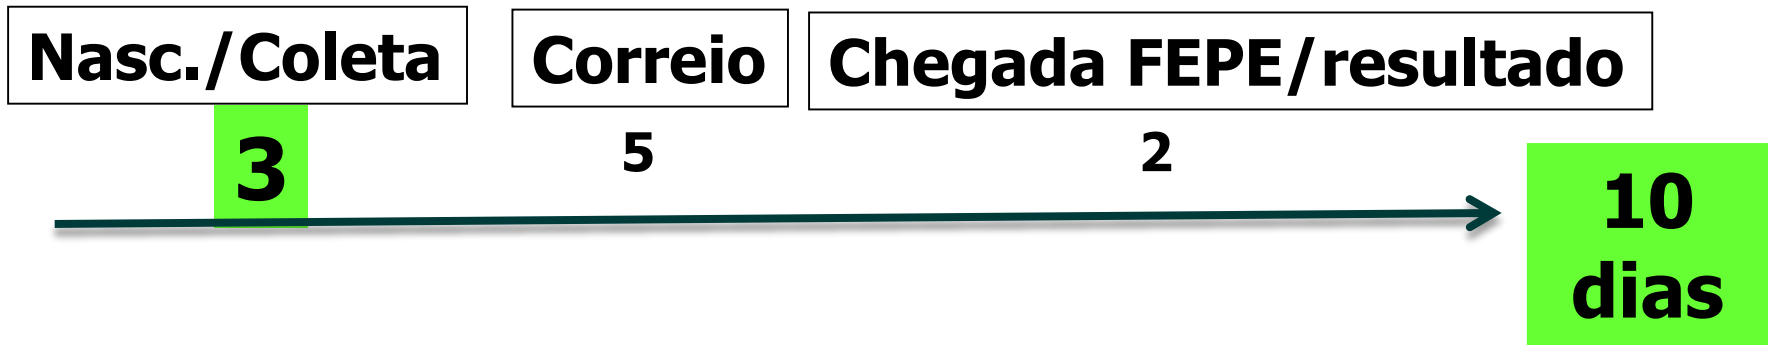 Nasc./Coleta
Correio
Chegada FEPE/resultado
3
5
2
10
dias